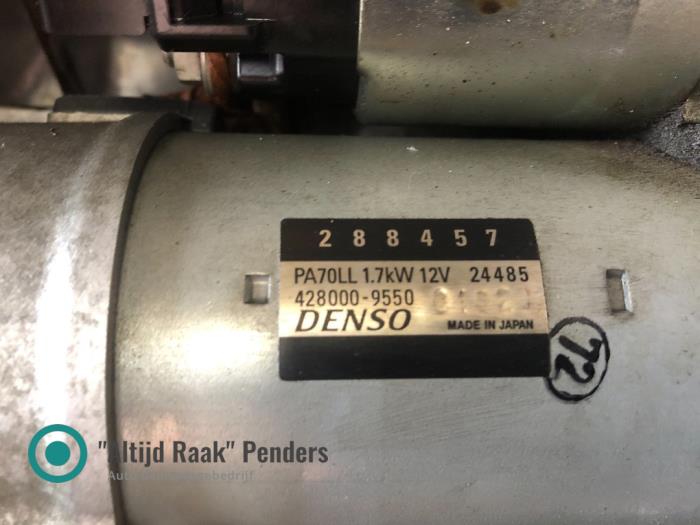 288457
PA70LL 1.7kW 12V 24485
428000-9550
DENSO MADE IN JAPAN
72
"Altijd Raak" Penders